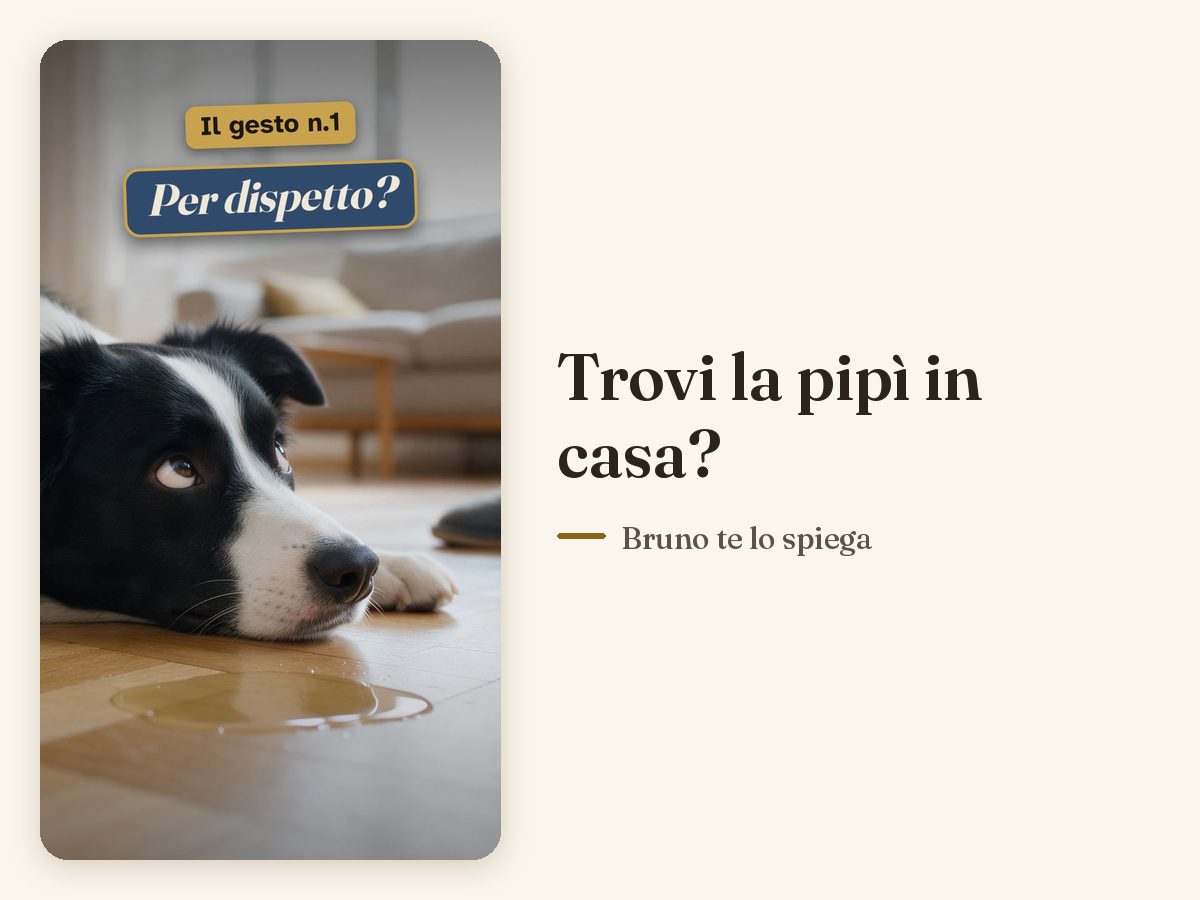 Il gesto n.1
Per dispetto?
Trovi la pipì in
casa?
Bruno te lo spiega